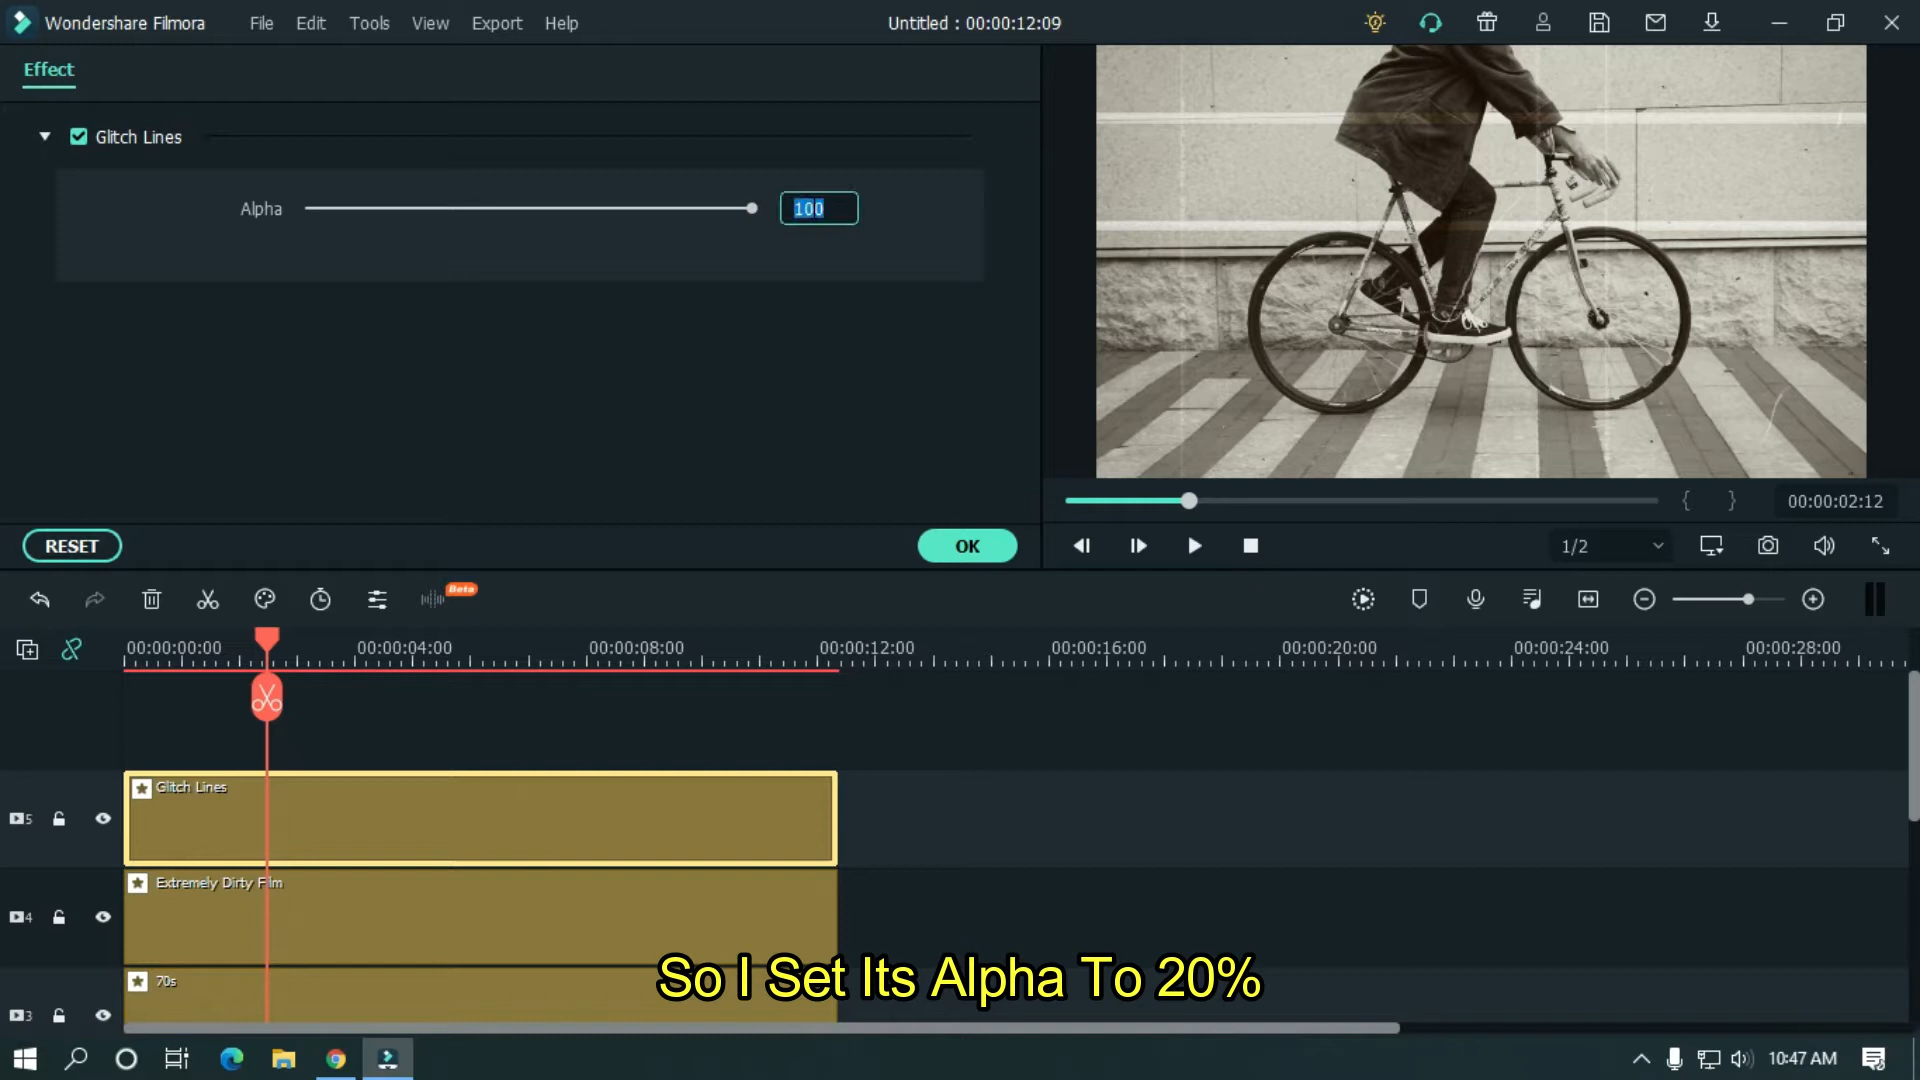 Wondershare Filmora File Edit Tools View Export Help Untitled : 00:00:12:09
Effect
Glitch Lines
Alpha 100
00:00:02:12
RESET OK 1/2
Beta
00:00:00:00 00:00:04:00 00:00:08:00 00:00:12:00 00:00:16:00 00:00:20:00 00:00:24:00 00:00:28:00
Glitch Lines
5
Extremely Dirty Film
4
70s
3
So I Set Its Alpha To 20%
10:47 AM